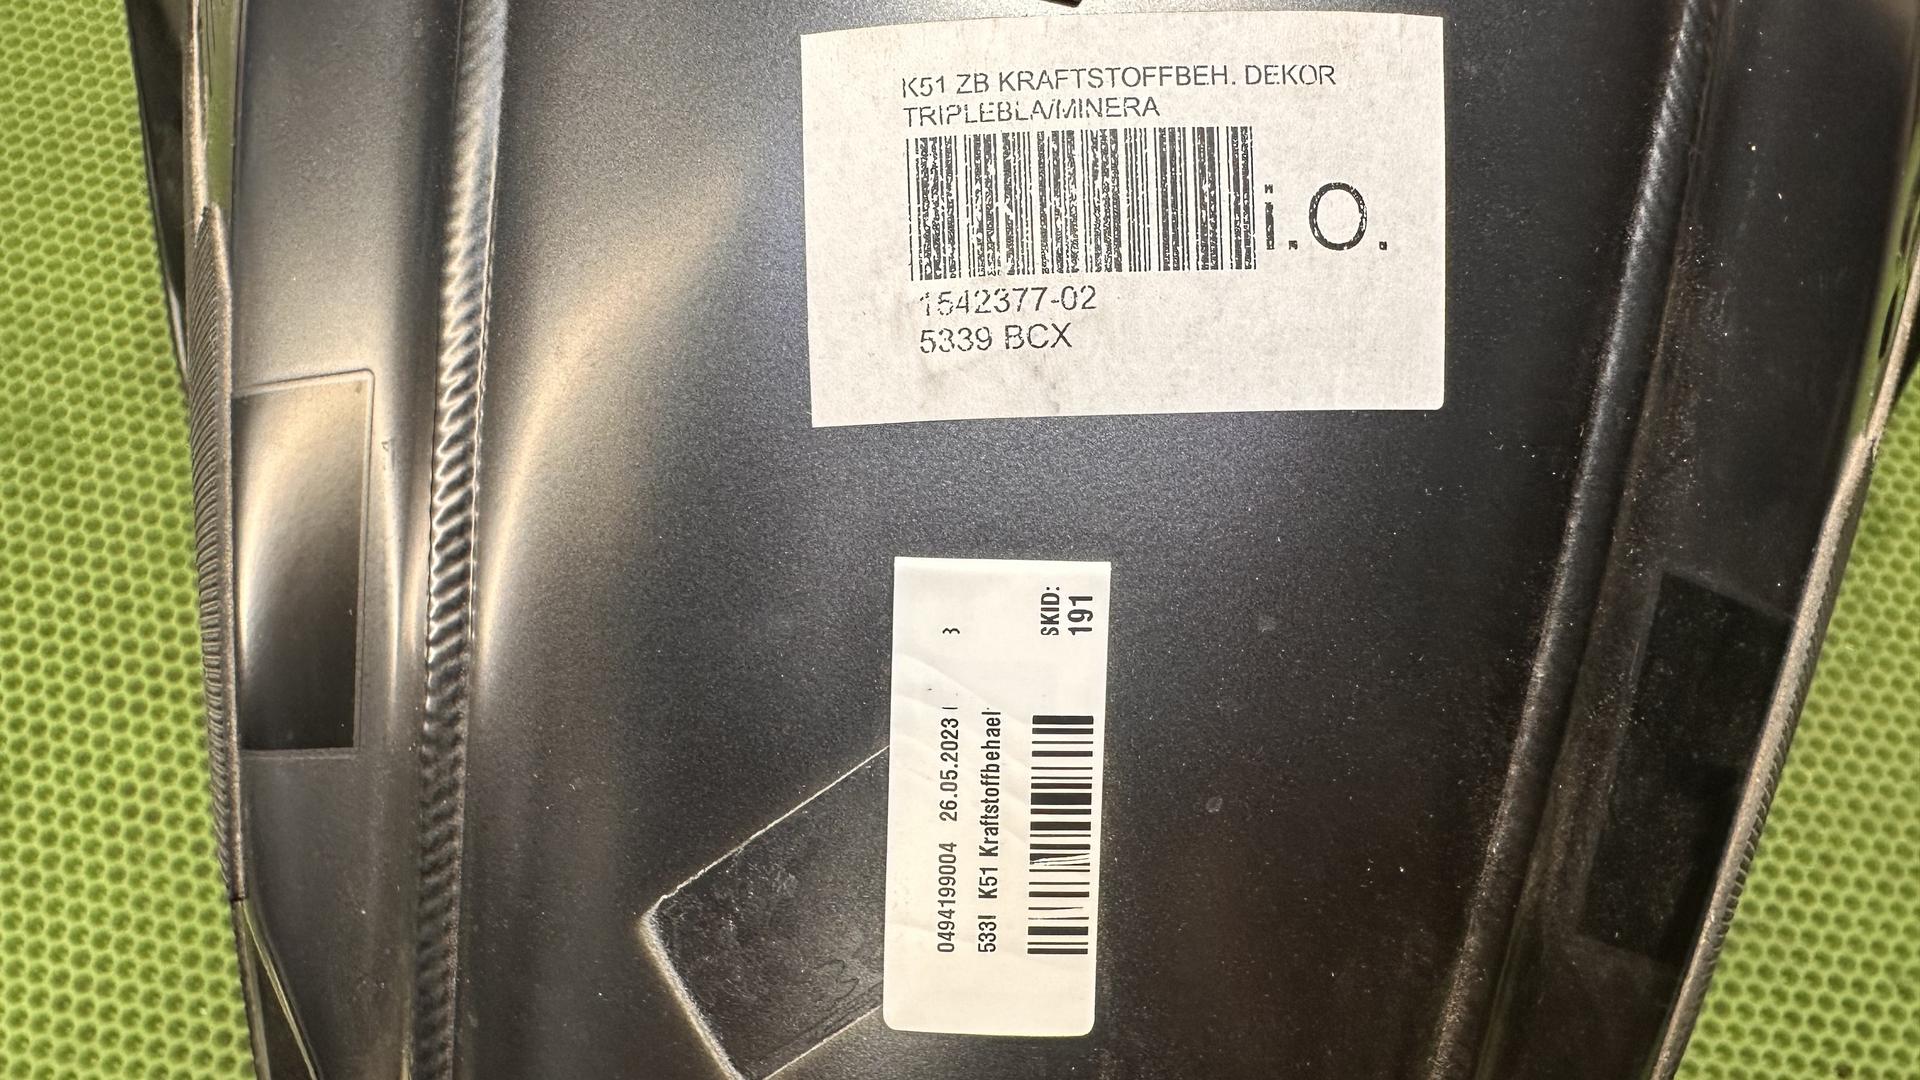 K51 ZB KRAFTSTOFFBEH. DEKOR
TRIPLEBLA/MINERA
i.O.
1542377-02
5339 BCX
SKID:
191
0494199004 26.05.2023 3
533I K51 Kraftstoffbehael